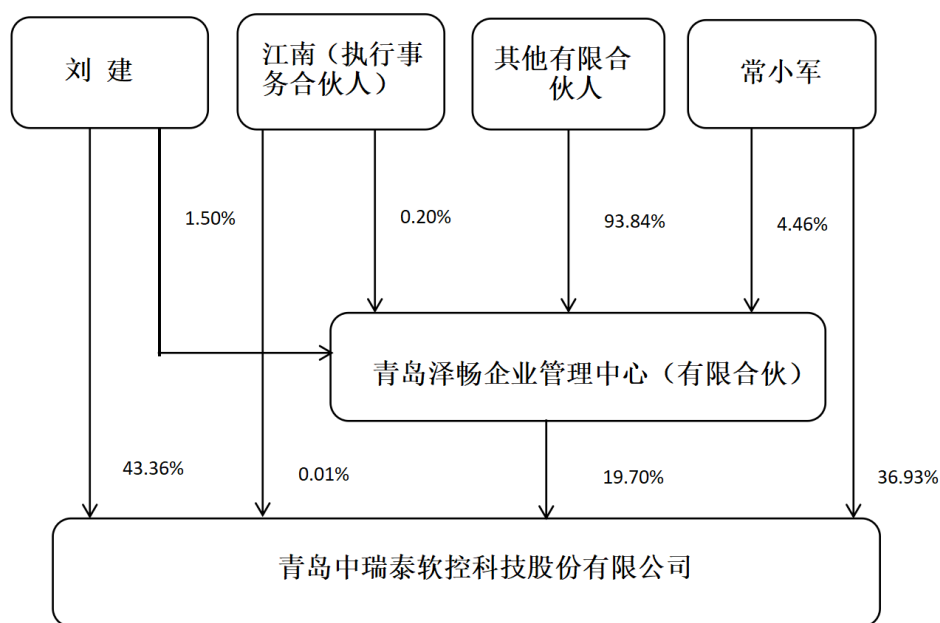 刘 建
江南（执行事
务合伙人）
其他有限合
伙人
常小军
1.50%
0.20%
93.84%
4.46%
青岛泽畅企业管理中心（有限合伙）
43.36%
0.01%
19.70%
36.93%
青岛中瑞泰软控科技股份有限公司